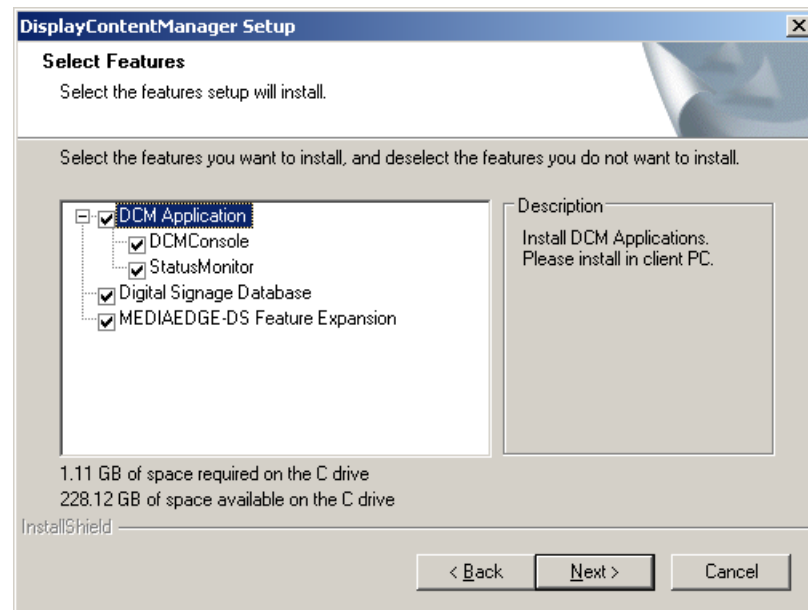 DisplayContentManager Setup
Select Features
Select the features setup will install.
Select the features you want to install, and deselect the features you do not want to install.
DCM Application
DCMConsole
StatusMonitor
Digital Signage Database
MEDIAEDGE-DS Feature Expansion
Description
Install DCM Applications.
Please install in client PC.
1.11 GB of space required on the C drive
228.12 GB of space available on the C drive
InstallShield
< Back
Next >
Cancel